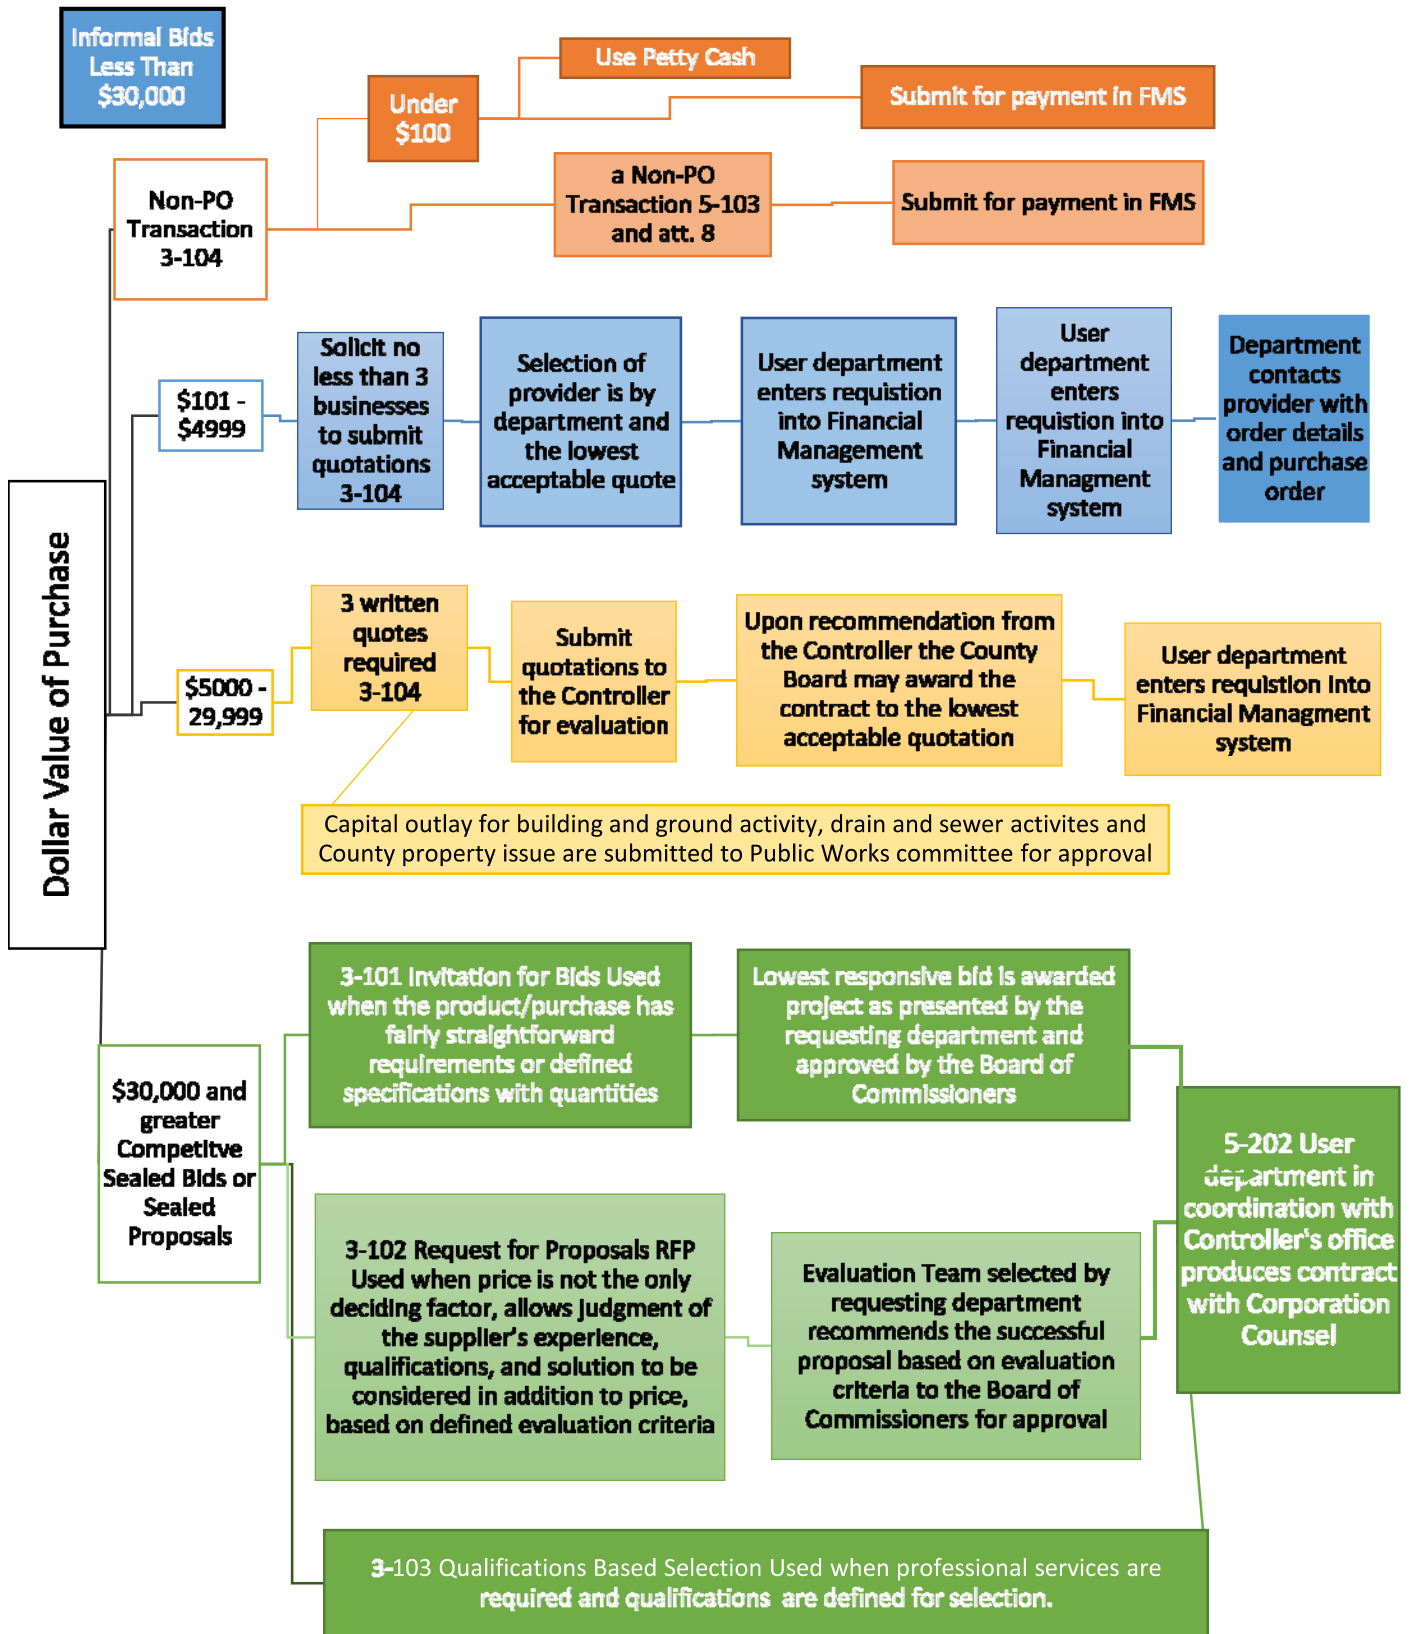 Informal Bids
Less Than
$30,000
Use Petty Cash
Under
$100
Submit for payment in FMS
Non-PO
Transaction
3-104
a Non-PO
Transaction 5-103
and att. 8
Submit for payment in FMS
$101 -
$4999
Solicit no
less than 3
businesses
to submit
quotations
3-104
Selection of
provider is by
department and
the lowest
acceptable quote
User department
enters requistion
into Financial
Management
system
User
department
enters
requistion into
Financial
Managment
system
Department
contacts
provider with
order details
and purchase
order
Dollar Value of Purchase
$5000 -
29,999
3 written
quotes
required
3-104
Submit
quotations to
the Controller
for evaluation
Upon recommendation from
the Controller the County
Board may award the
contract to the lowest
acceptable quotation
User department
enters requistion into
Financial Managment
system
Capital outlay for building and ground activity, drain and sewer activites and
County property issue are submitted to Public Works committee for approval
$30,000 and
greater
Competitve
Sealed Bids or
Sealed
Proposals
3-101 Invitation for Bids Used
when the product/purchase has
fairly straightforward
requirements or defined
specifications with quantities
Lowest responsive bid is awarded
project as presented by the
requesting department and
approved by the Board of
Commissioners
3-102 Request for Proposals RFP
Used when price is not the only
deciding factor, allows judgment of
the supplier's experience,
qualifications, and solution to be
considered in addition to price,
based on defined evaluation criteria
Evaluation Team selected by
requesting department
recommends the successful
proposal based on evaluation
criteria to the Board of
Commissioners for approval
5-202 User
department in
coordination with
Controller's office
produces contract
with Corporation
Counsel
3-103 Qualifications Based Selection Used when professional services are
required and qualifications are defined for selection.